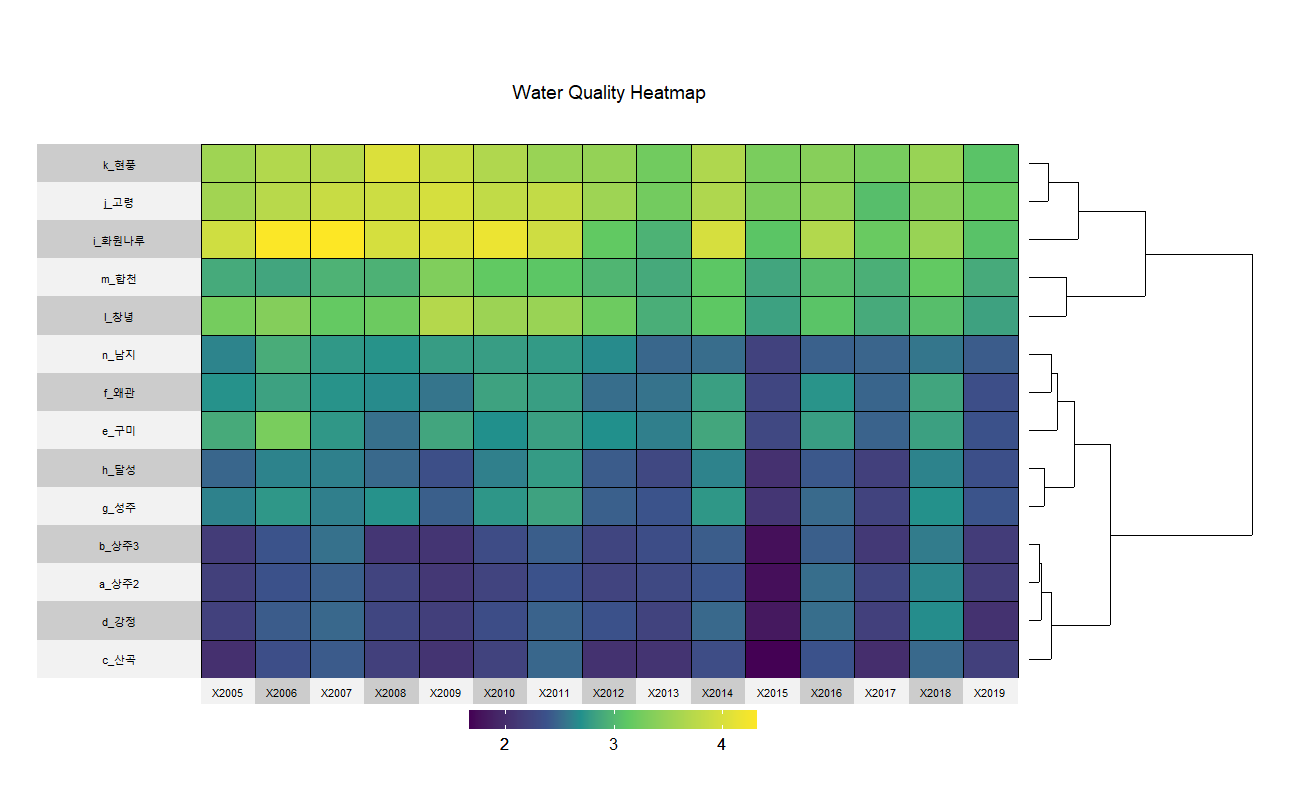 Water Quality Heatmap
k_현풍
j_고령
i_화원나루
m_합천
l_창녕
n_남지
f_왜관
e_구미
h_달성
g_성주
b_상주3
a_상주2
d_강정
c_산곡
X2005 X2006 X2007 X2008 X2009 X2010 X2011 X2012 X2013 X2014 X2015 X2016 X2017 X2018 X2019
2 3 4